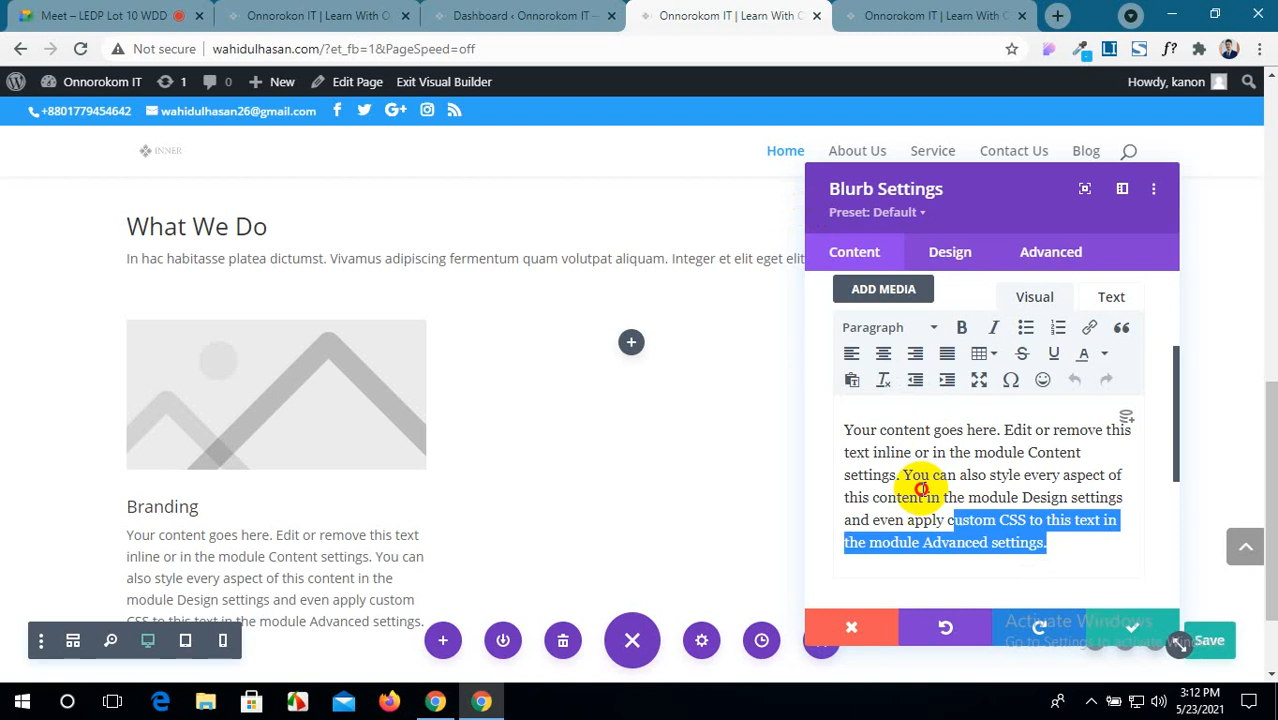 Meet – LEDP Lot 10 WDD
Onnorokom IT | Learn With O
Dashboard ‹ Onnorokom IT —
Onnorokom IT | Learn With O
Onnorokom IT | Learn With O
Not secure
wahidulhasan.com/?et_fb=1&PageSpeed=off
Onnorokom IT
1
0
New
Edit Page
Exit Visual Builder
Howdy, kanon
+8801779454642
wahidulhasan26@gmail.com
INNER
Home
About Us
Service
Contact Us
Blog
What We Do
In hac habitasse platea dictumst. Vivamus adipiscing fermentum quam volutpat aliquam. Integer et elit eget elit
Branding
Your content goes here. Edit or remove this text
inline or in the module Content settings. You can
also style every aspect of this content in the
module Design settings and even apply custom
CSS to this text in the module Advanced settings.
Blurb Settings
Preset: Default
Content
Design
Advanced
ADD MEDIA
Visual
Text
Paragraph
Your content goes here. Edit or remove this
text inline or in the module Content
settings. You can also style every aspect of
this content in the module Design settings
and even apply custom CSS to this text in
the module Advanced settings.
Activate Windows
Go to Settings to activate
Save
3:12 PM
5/23/2021